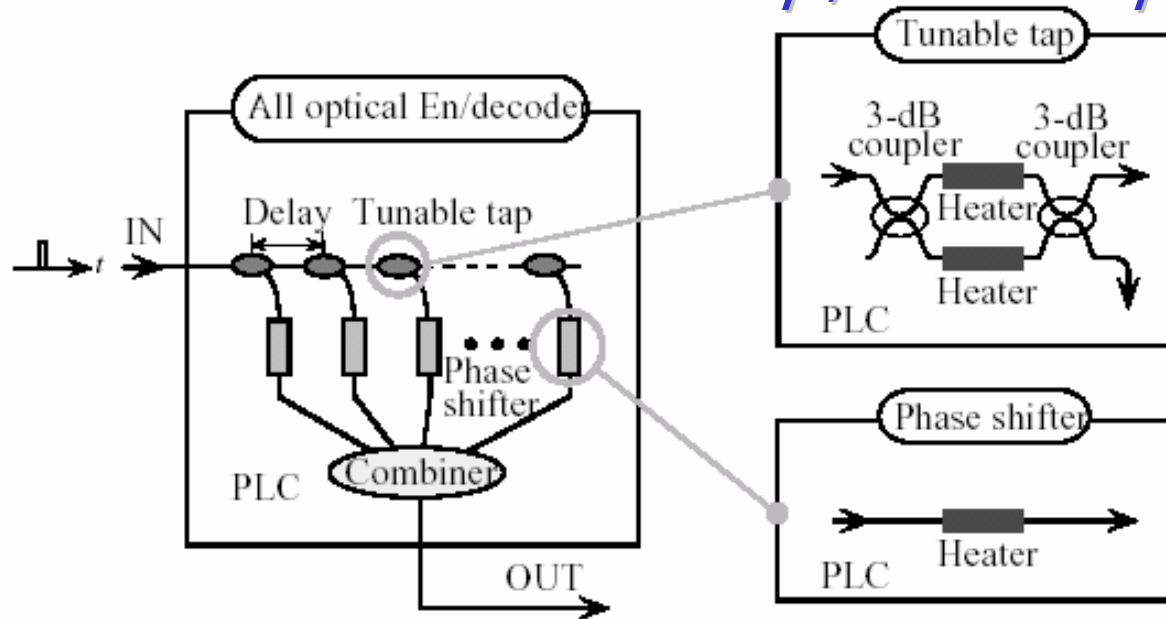 All optical En/decoder
IN
t
Delay
Tunable tap
Phase
shifter
Combiner
PLC
OUT
Tunable tap
3-dB
coupler
3-dB
coupler
Heater
Heater
PLC
Phase shifter
Heater
PLC